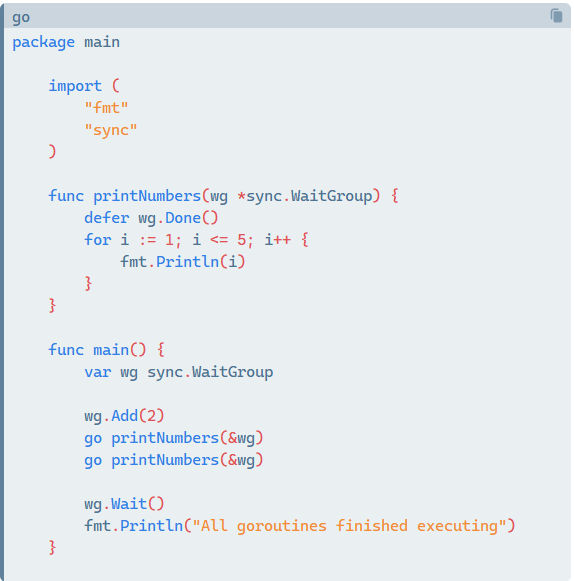 go
package main
import (
"fmt"
"sync"
)
func printNumbers(wg *sync.WaitGroup) {
defer wg.Done()
for i := 1; i <= 5; i++ {
fmt.Println(i)
}
}
func main() {
var wg sync.WaitGroup
wg.Add(2)
go printNumbers(&wg)
go printNumbers(&wg)
wg.Wait()
fmt.Println("All goroutines finished executing")
}